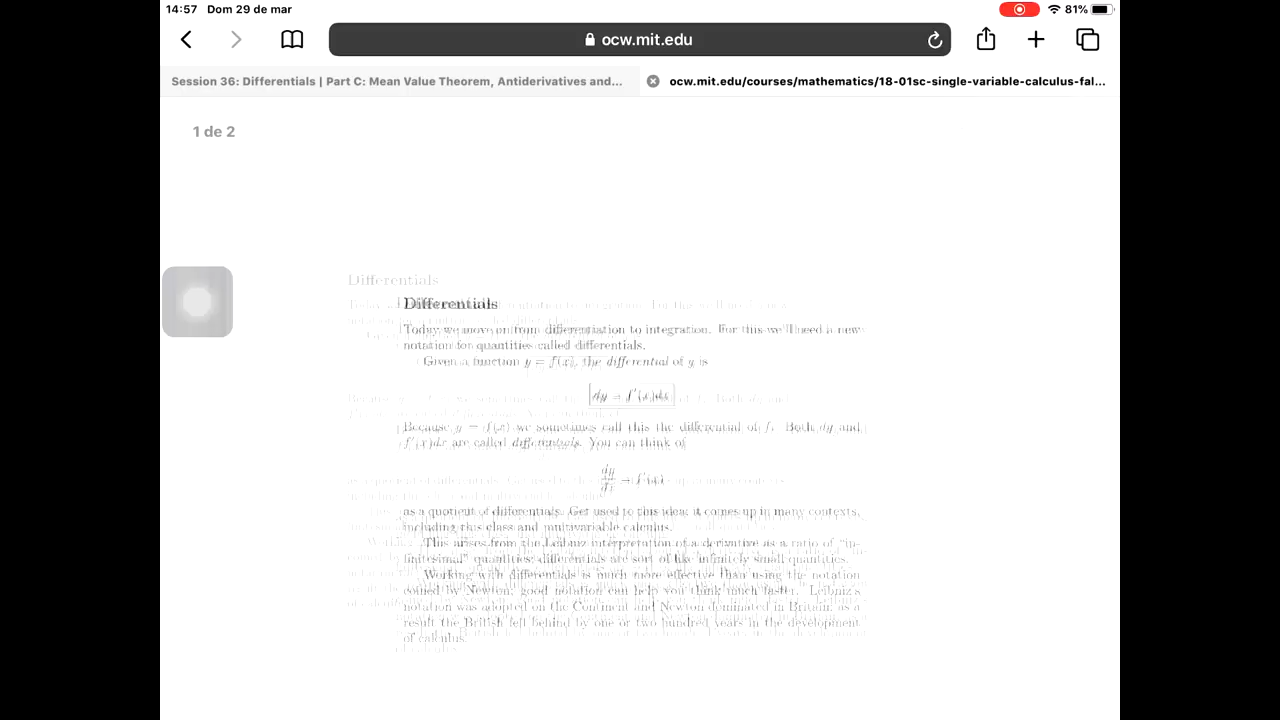 14:57 Dom 29 de mar 81%
ocw.mit.edu
Session 36: Differentials | Part C: Mean Value Theorem, Antiderivatives and... ocw.mit.edu/courses/mathematics/18-01sc-single-variable-calculus-fal...
1 de 2
Differentials
Differentials
Today we move on from differentiation to integration. For this we'll need a new
notation for quantities called differentials.
Given a function y = f(x), the differential of y is
dy = f′(x)dx
Because y = f(x) we sometimes call this the differential of f. Both dy and
f′(x)dx are called differentials. You can think of
dy/dx = f′(x)
as a quotient of differentials. Get used to this idea; it comes up in many contexts,
including this class and multivariable calculus.
This arises from the Leibniz interpretation of a derivative as a ratio of “in-
finitesimal” quantities; differentials are sort of like infinitely small quantities.
Working with differentials is much more effective than using the notation
coined by Newton; good notation can help you think much faster. Leibniz's
notation was adopted on the Continent and Newton dominated in Britain; as a
result the British fell behind by one or two hundred years in the development
of calculus.